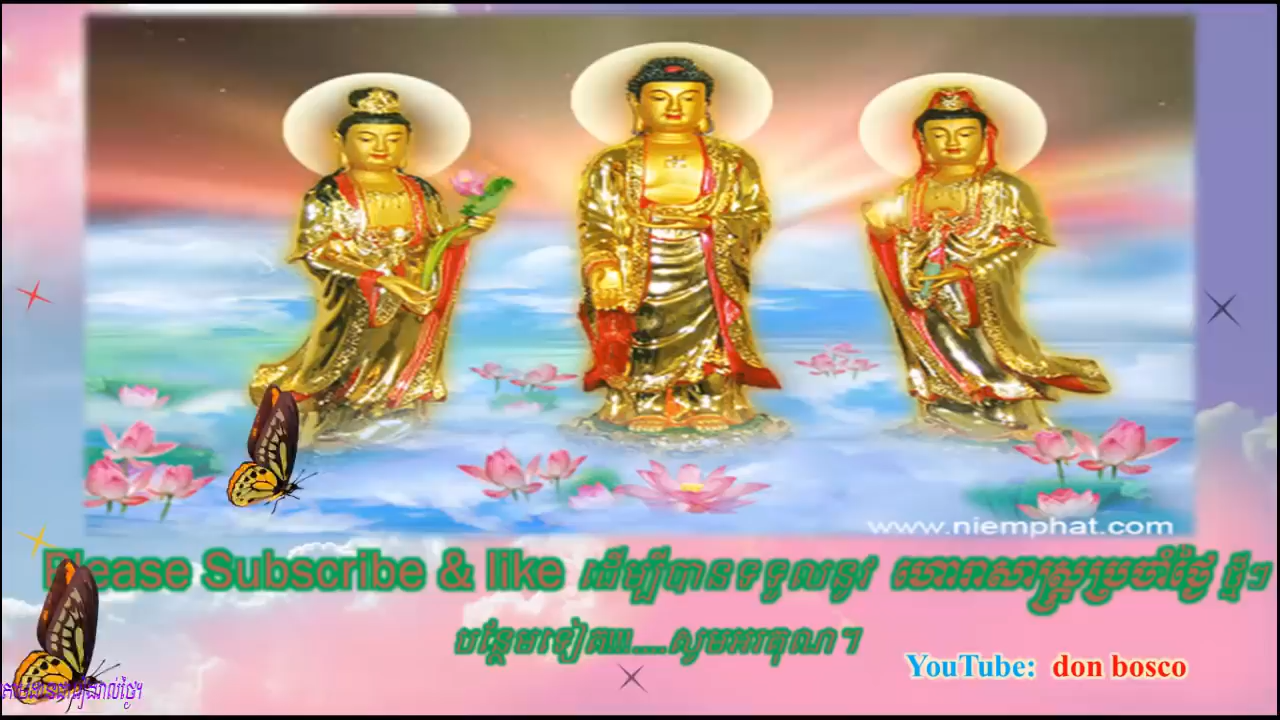 www.niemphat.com
Please Subscribe & like ដើម្បីបានទទួលនូវ ហោរាសាស្ត្រប្រចាំថ្ងៃ ថ្មីៗ
បន្ថែមទៀត!!!....សូមអរគុណ។
YouTube: don bosco